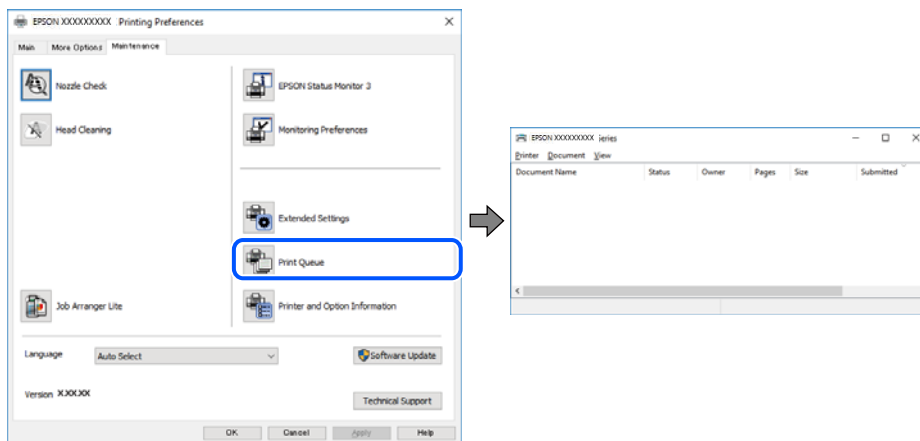 EPSON XXXXXXXXX Printing Preferences
Main More Options Maintenance
Nozzle Check
Head Cleaning
Job Arranger Lite
EPSON Status Monitor 3
Monitoring Preferences
Extended Settings
Print Queue
Printer and Option Information
Language Auto Select
Software Update
Version X.XX.XX
Technical Support
OK Cancel Apply Help
EPSON XXXXXXXXX ieries
Printer Document View
Document Name Status Owner Pages Size Submitted